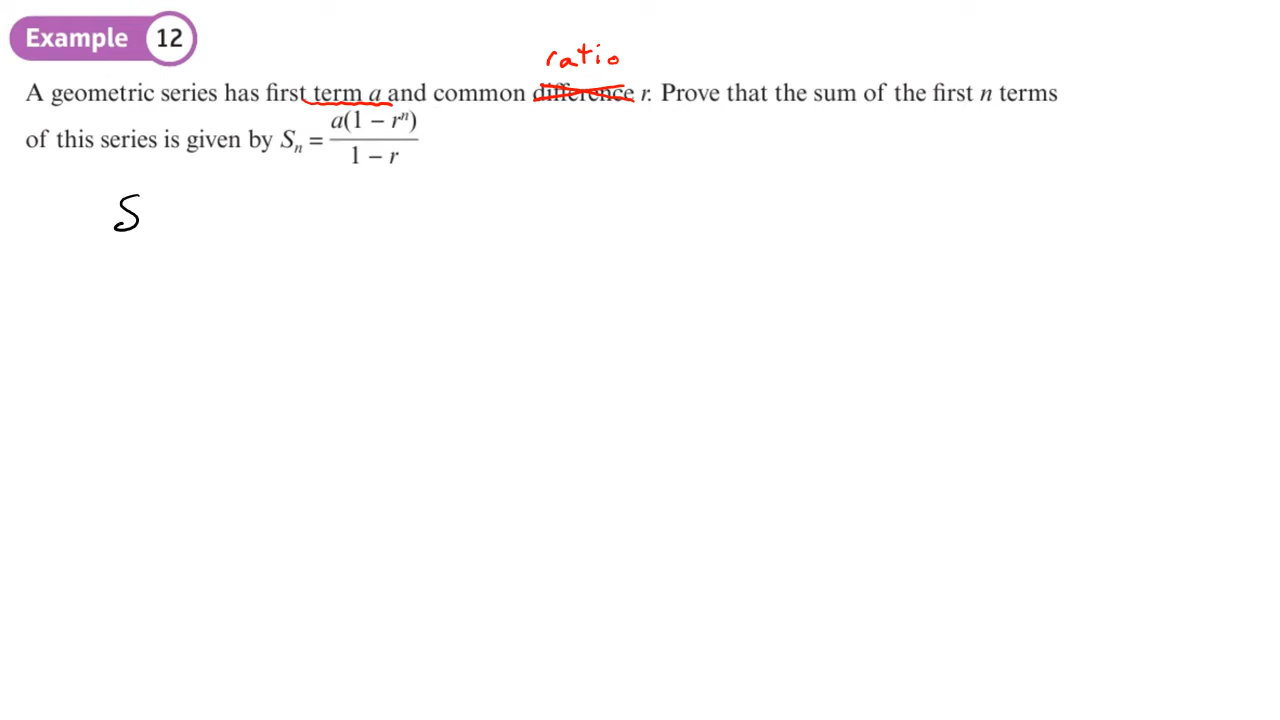 Example 12
ratio
A geometric series has first term a and common difference r. Prove that the sum of the first n terms
of this series is given by Sₙ = a(1 − rⁿ) / 1 − r
S